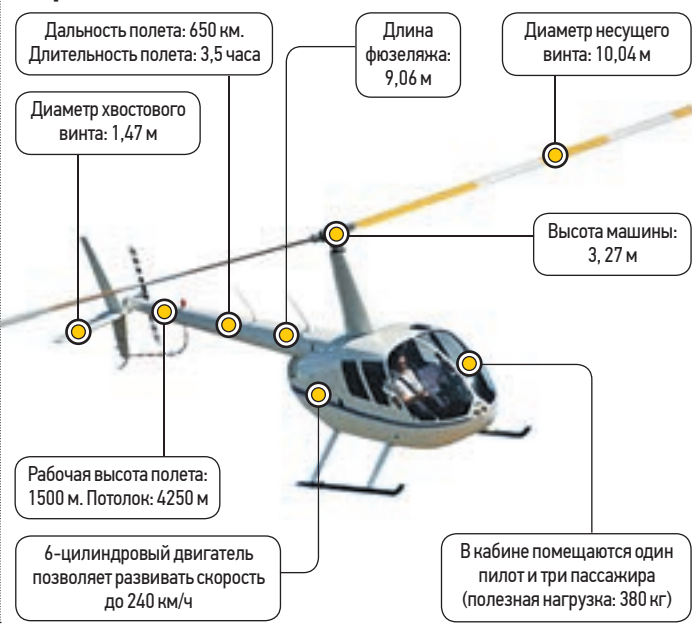 Дальность полета: 650 км.
Длительность полета: 3,5 часа
Длина
фюзеляжа:
9,06 м
Диаметр несущего
винта: 10,04 м
Диаметр хвостового
винта: 1,47 м
Высота машины:
3, 27 м
Рабочая высота полета:
1500 м. Потолок: 4250 м
6-цилиндровый двигатель
позволяет развивать скорость
до 240 км/ч
В кабине помещаются один
пилот и три пассажира
(полезная нагрузка: 380 кг)